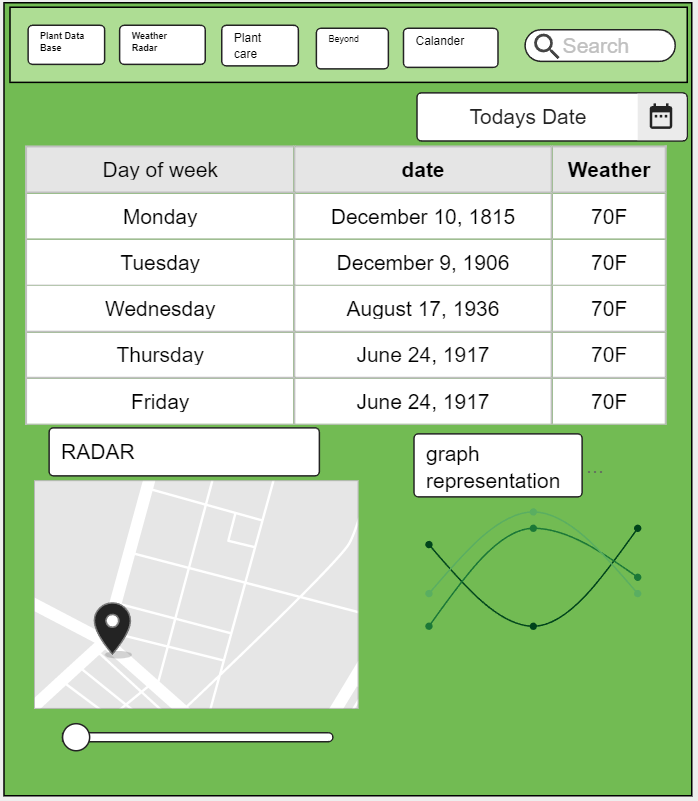 Plant Data
Base
Weather
Radar
Plant
care
Beyond
Calander
Search
Todays Date
Day of week date Weather
Monday December 10, 1815 70F
Tuesday December 9, 1906 70F
Wednesday August 17, 1936 70F
Thursday June 24, 1917 70F
Friday June 24, 1917 70F
RADAR
graph
representation
...